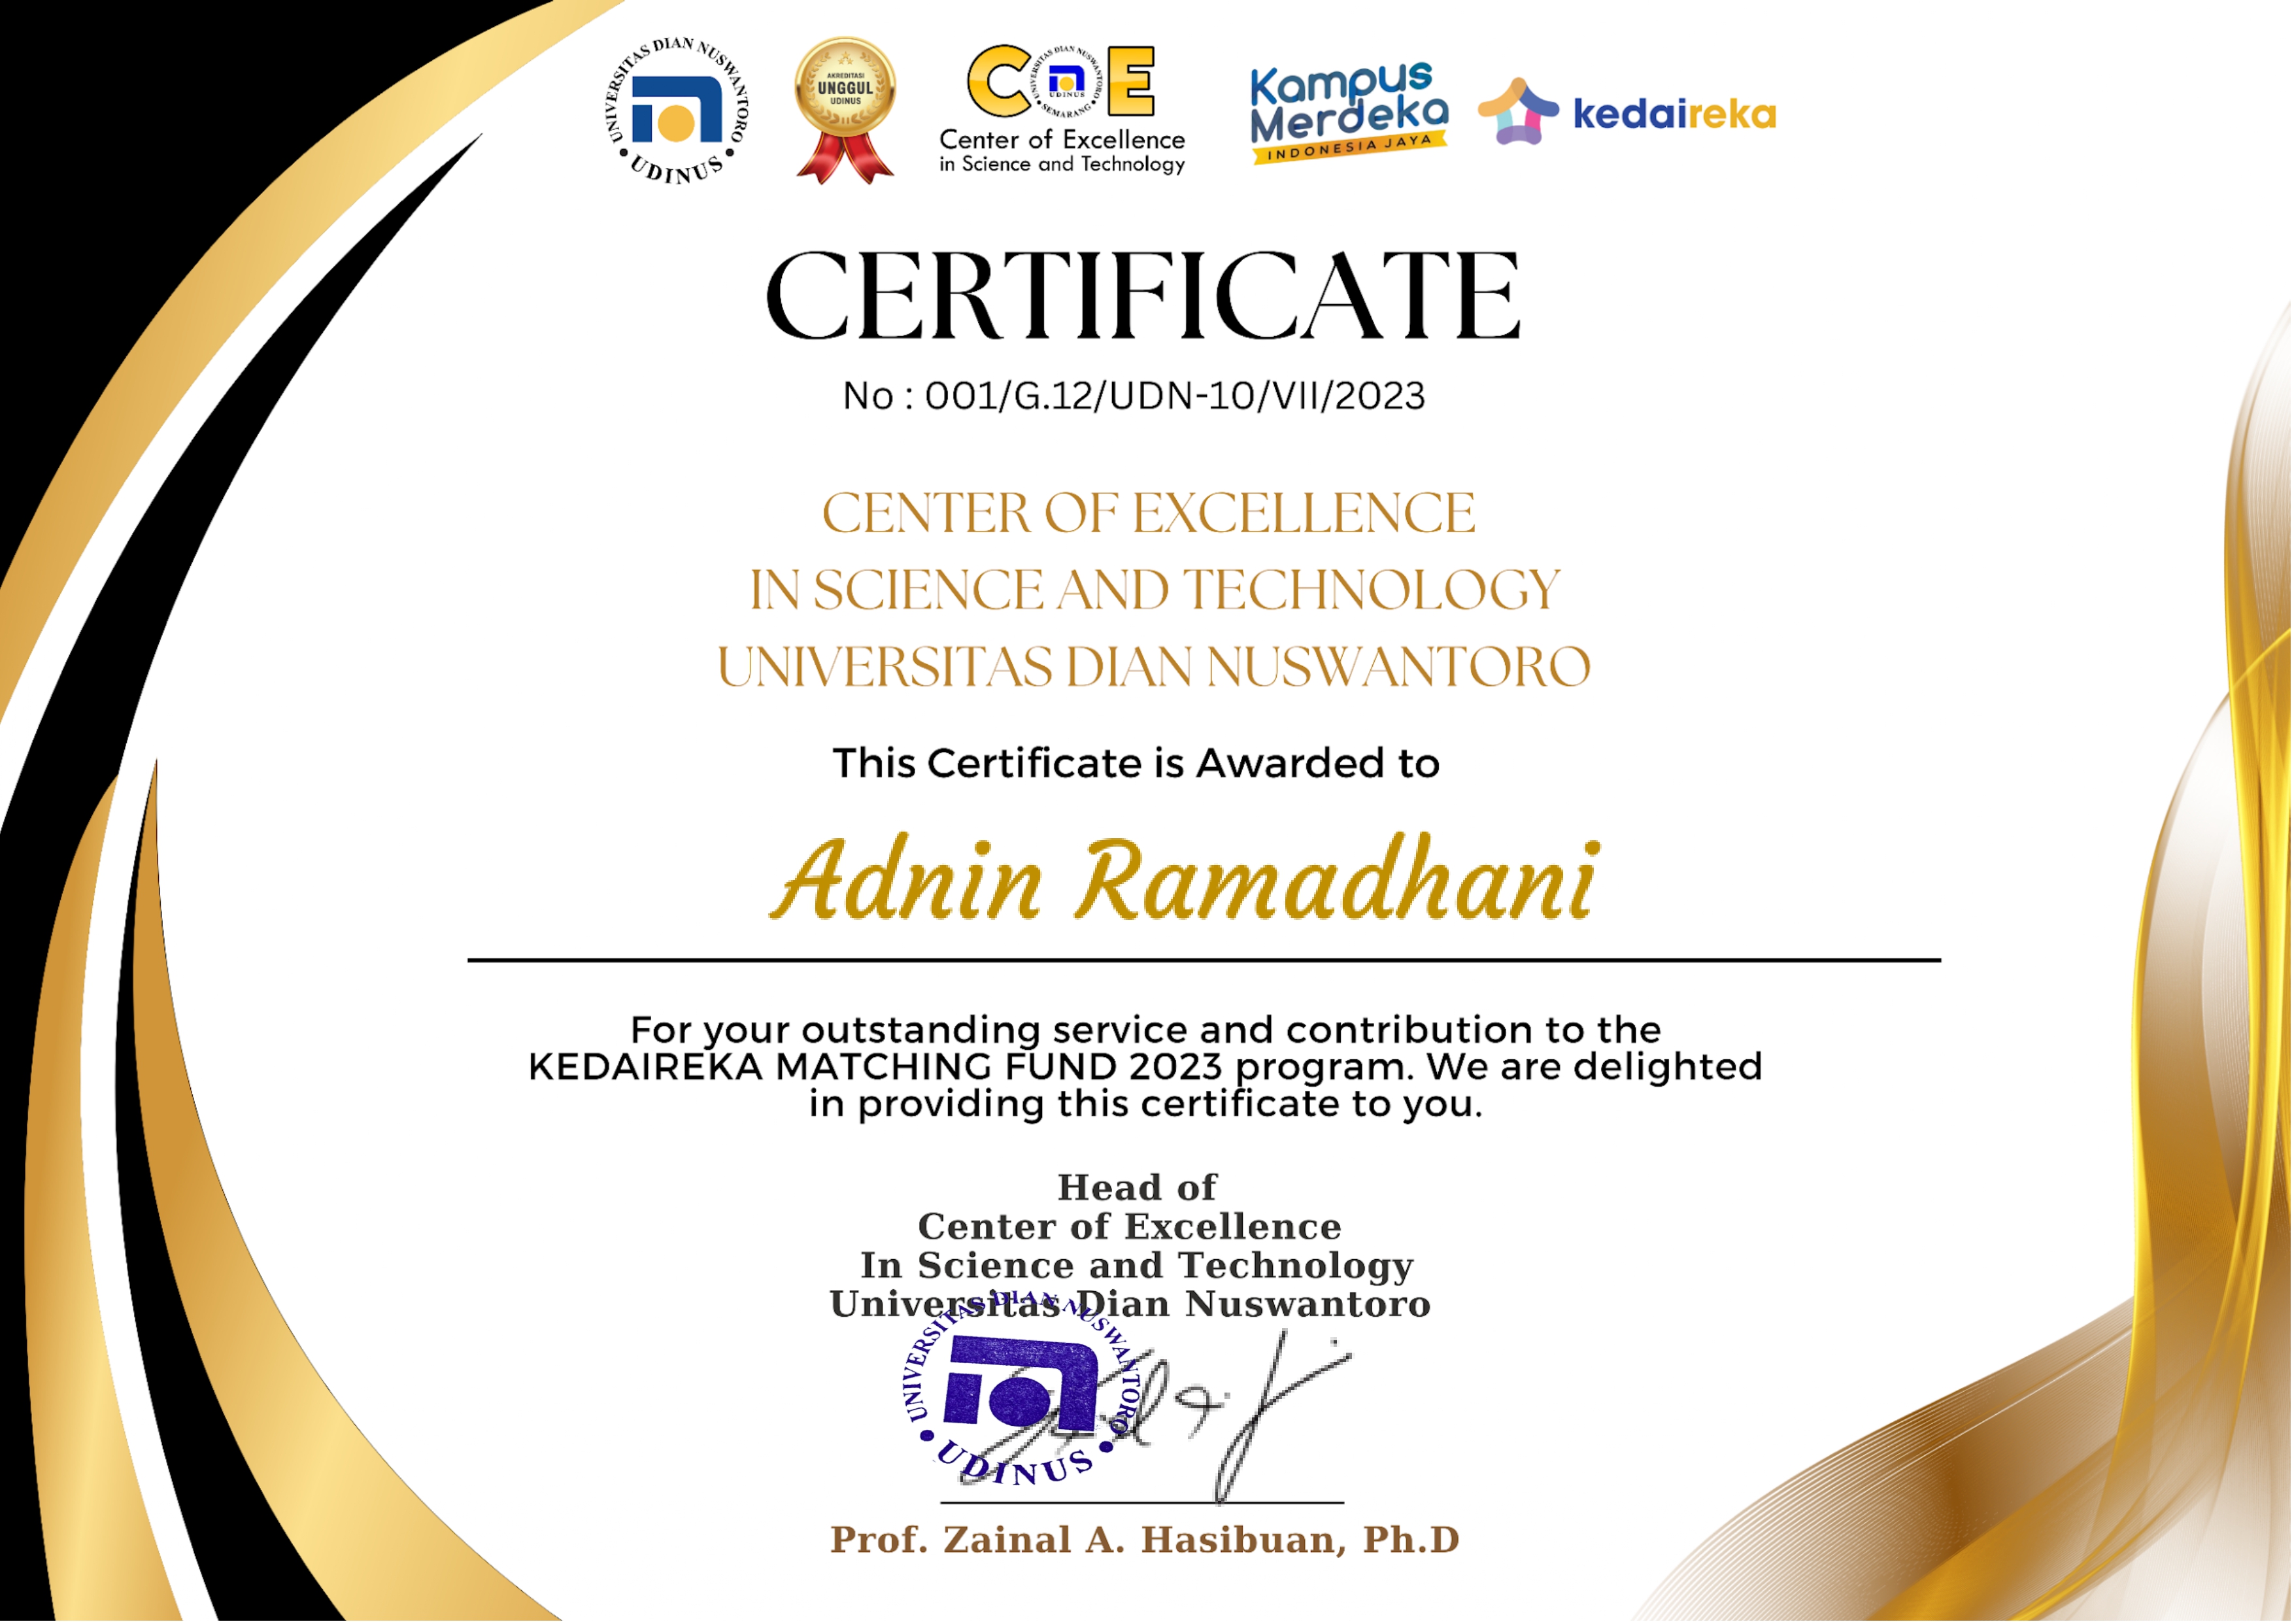 UNIVERSITAS DIAN NUSWANTORO
UDINUS
AKREDITASI
UNGGUL
UDINUS
C E
UNIVERSITAS DIAN NUSWANTORO
UDINUS
SEMARANG
Center of Excellence
in Science and Technology
Kampus
Merdeka
INDONESIA JAYA
kedaireka
CERTIFICATE
No : 001/G.12/UDN-10/VII/2023
CENTER OF EXCELLENCE
IN SCIENCE AND TECHNOLOGY
UNIVERSITAS DIAN NUSWANTORO
This Certificate is Awarded to
Adnin Ramadhani
For your outstanding service and contribution to the
KEDAIREKA MATCHING FUND 2023 program. We are delighted
in providing this certificate to you.
Head of
Center of Excellence
In Science and Technology
Universitas Dian Nuswantoro
UNIVERSITAS DIAN NUSWANTORO
UDINUS
Prof. Zainal A. Hasibuan, Ph.D